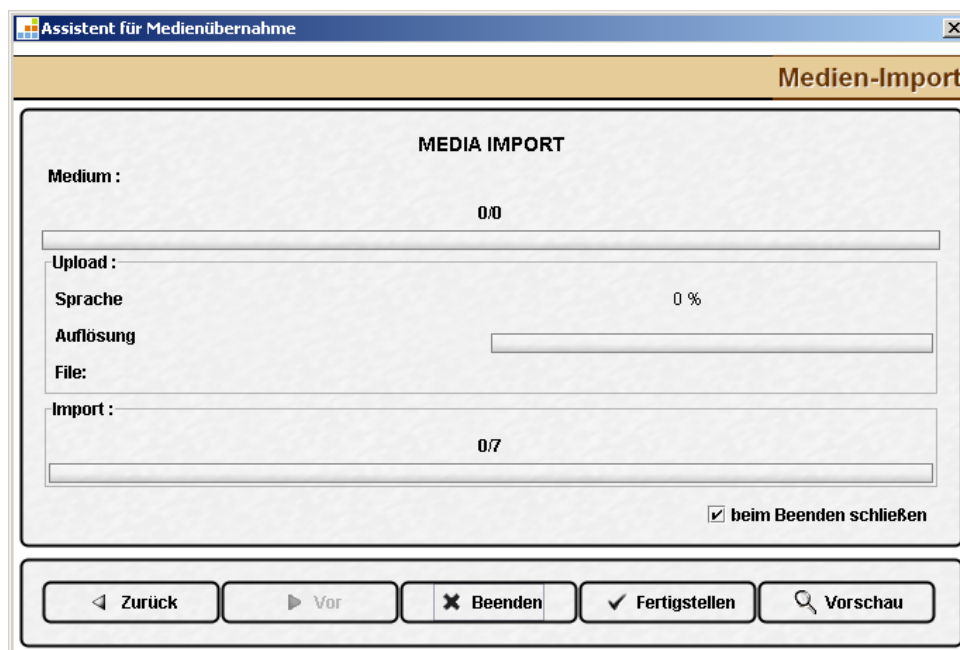 Assistent für Medienübernahme
Medien-Import
MEDIA IMPORT
Medium :
0/0
Upload :
Sprache
0 %
Auflösung
File:
Import :
0/7
beim Beenden schließen
Zurück
Vor
Beenden
Fertigstellen
Vorschau